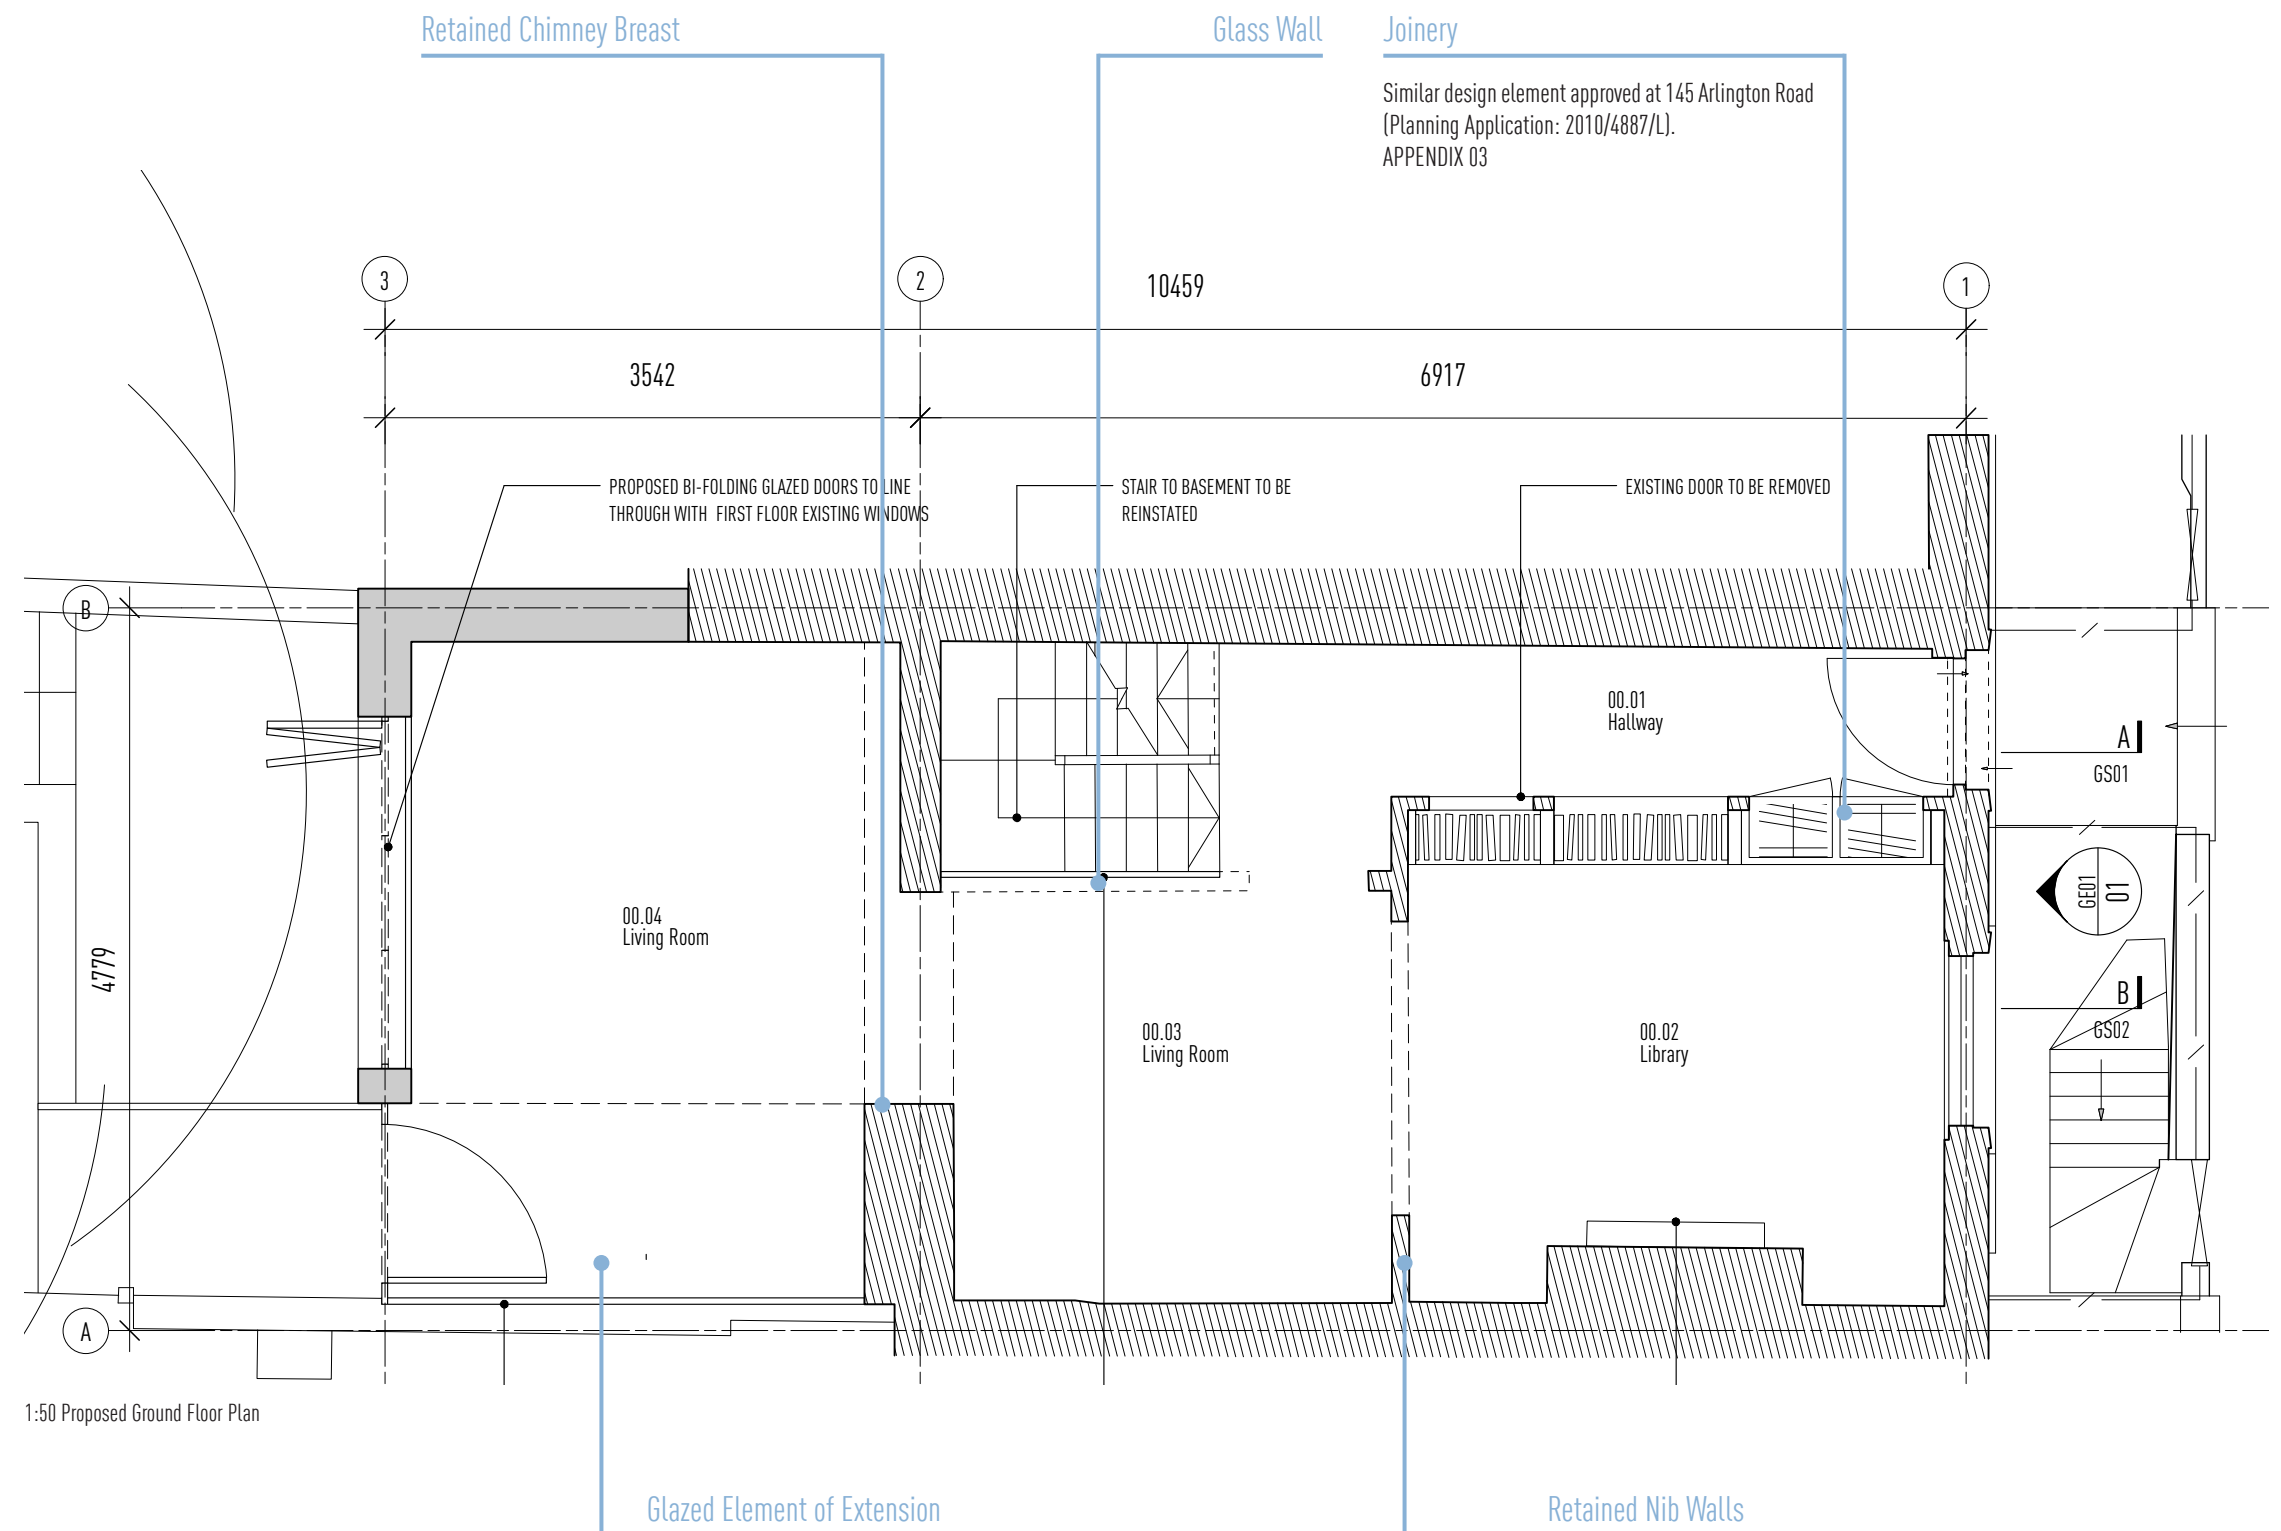 Retained Chimney Breast
Glass Wall
Joinery
Similar design element approved at 145 Arlington Road
(Planning Application: 2010/4887/L).
APPENDIX 03
3
2
10459
1
3542
6917
PROPOSED BI-FOLDING GLAZED DOORS TO LINE
THROUGH WITH FIRST FLOOR EXISTING WINDOWS
STAIR TO BASEMENT TO BE
REINSTATED
EXISTING DOOR TO BE REMOVED
B
00.01
Hallway
A
GS01
GE01
01
00.04
Living Room
4779
B
GS02
00.03
Living Room
00.02
Library
A
1:50 Proposed Ground Floor Plan
Glazed Element of Extension
Retained Nib Walls